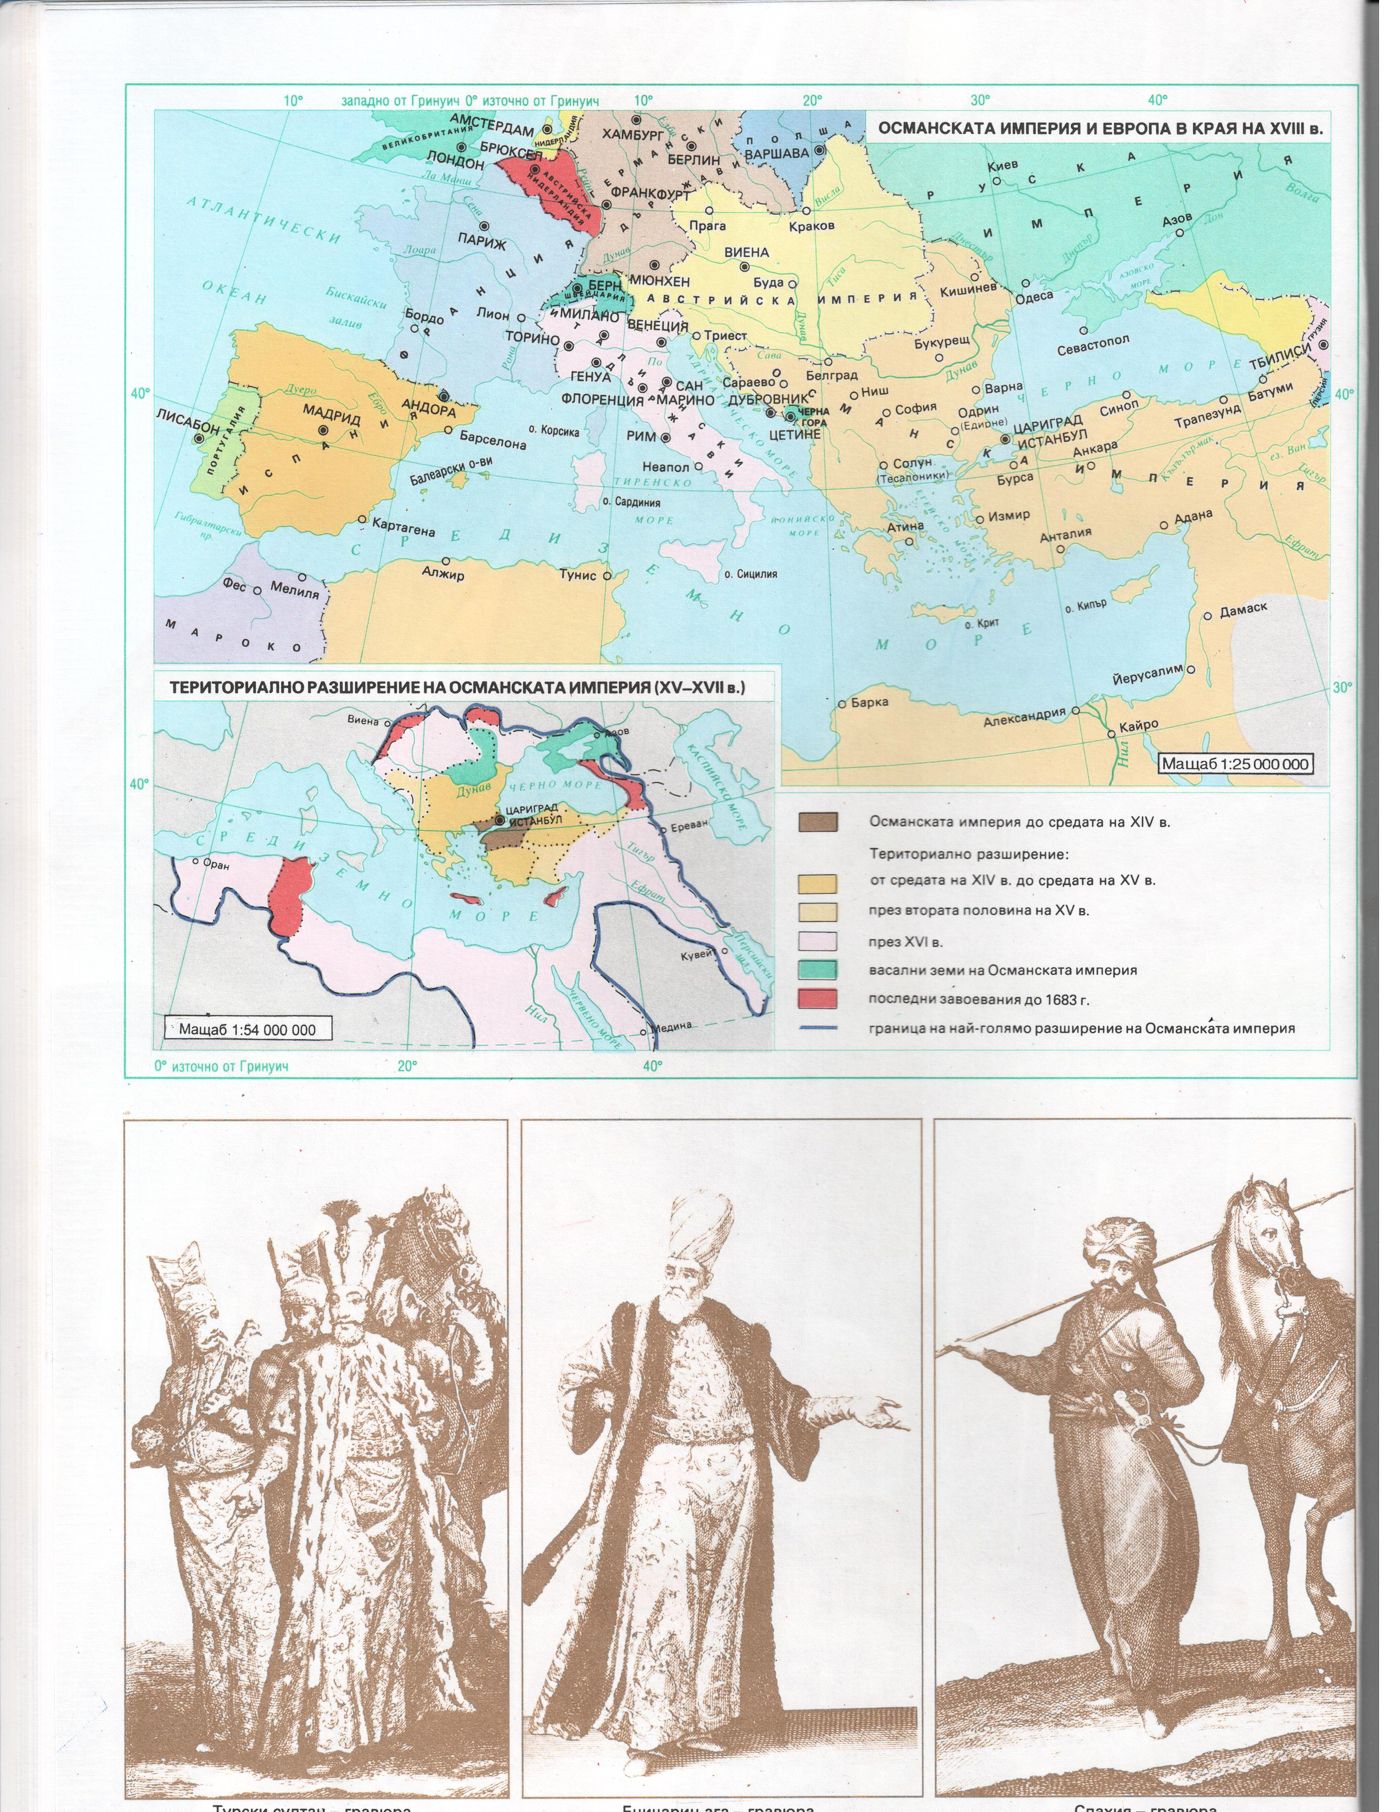 10° западно от Гринуич 0° източно от Гринуич 10° 20° 30° 40°
ОСМАНСКАТА ИМПЕРИЯ И ЕВРОПА В КРАЯ НА XVIII в.
ВЕЛИКОБРИТАНИЯ
АМСТЕРДАМ
НИДЕРЛАНДИЯ
ЛОНДОН
БРЮКСЕЛ
АВСТРИЙСКА НИДЕРЛАНДИЯ
Ла Манш
ХАМБУРГ
Елба
БЕРЛИН
ГЕРМАНСКИ ДЪРЖАВИ
ФРАНКФУРТ
ПОЛША
ВАРШАВА
Висла
Прага
Краков
РУСКА ИМПЕРИЯ
Киев
Волга
Дон
Азов
Днепър
Днестър
АЗОВСКО МОРЕ
АТЛАНТИЧЕСКИ ОКЕАН
Сена
ПАРИЖ
Лоара
ФРАНЦИЯ
Бискайски залив
Бордо
Лион
Рона
Дунав
МЮНХЕН
БЕРН
ШВЕЙЦАРИЯ
ВИЕНА
Буда
Тиса
Дунав
АВСТРИЙСКА ИМПЕРИЯ
Кишинев
Одеса
Севастопол
МИЛАНО
ВЕНЕЦИЯ
Триест
ТОРИНО
По
ГЕНУА
ФЛОРЕНЦИЯ
САН МАРИНО
ИТАЛИАНСКИ ДЪРЖАВИ
АДРИАТИЧЕСКО МОРЕ
Сава
Белград
Сараево
ДУБРОВНИК
ЧЕРНА ГОРА
ЦЕТИНЕ
Ниш
София
Букурещ
Дунав
Варна
ЧЕРНО МОРЕ
ГРУЗИЯ
ТБИЛИСИ
Батуми
ПЕРСИЯ
Трапезунд
Синоп
Одрин
(Едирне)
ЦАРИГРАД
ИСТАНБУЛ
Анкара
Бурса
Кързълърмак
ез. Ван
Тигър
ОСМАНСКА ИМПЕРИЯ
40°
40°
ЛИСАБОН
ПОРТУГАЛИЯ
Дуеро
МАДРИД
Ебро
ИСПАНИЯ
АНДОРА
Барселона
Балеарски о-ви
Картагена
Гибралтарски пр.
о. Корсика
РИМ
Неапол
ТИРЕНСКО МОРЕ
о. Сардиния
ЙОНИЙСКО МОРЕ
о. Сицилия
Солун
(Тесалоники)
Атина
ЕГЕЙСКО МОРЕ
Измир
Анталия
Адана
Ефрат
о. Крит
о. Кипър
Дамаск
Йерусалим
СРЕДИЗЕМНО МОРЕ
Фес
Мелиля
МАРОКО
Алжир
Тунис
Барка
Александрия
Кайро
Нил
30°
Мащаб 1:25 000 000
ТЕРИТОРИАЛНО РАЗШИРЕНИЕ НА ОСМАНСКАТА ИМПЕРИЯ (XV–XVII в.)
Виена
Азов
КАСПИЙСКО МОРЕ
40°
Дунав
ЧЕРНО МОРЕ
ЦАРИГРАД
ИСТАНБУЛ
Ереван
Тигър
Ефрат
Оран
СРЕДИЗЕМНО МОРЕ
Кувейт
Персийски зал.
Нил
ЧЕРВЕНО МОРЕ
Медина
Мащаб 1:54 000 000
0° източно от Гринуич 20° 40°
Османската империя до средата на XIV в.
Териториално разширение:
от средата на XIV в. до средата на XV в.
през втората половина на XV в.
през XVI в.
васални земи на Османската империя
последни завоевания до 1683 г.
граница на най-голямо разширение на Османската империя
Турски султан – гравюра
Еничарин ага – гравюра
Спахия – гравюра